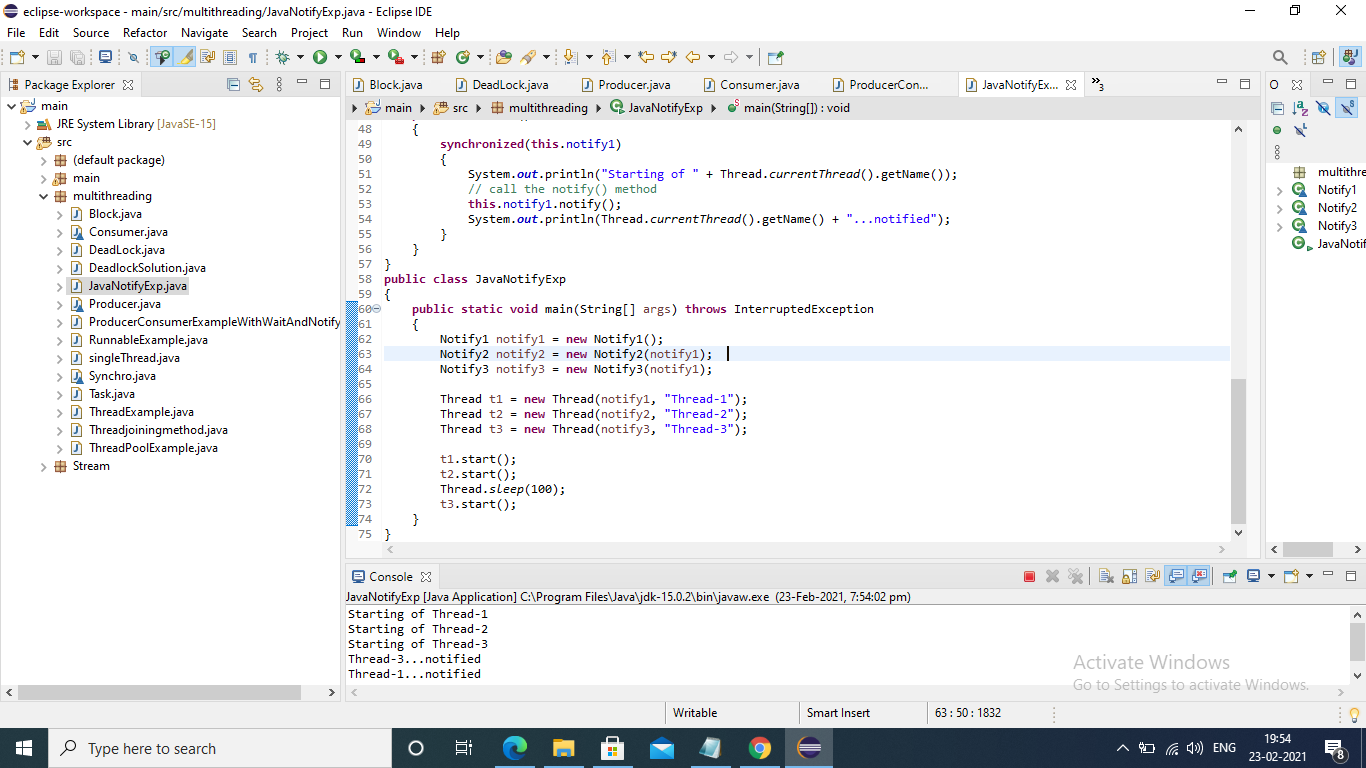 eclipse-workspace - main/src/multithreading/JavaNotifyExp.java - Eclipse IDE
File Edit Source Refactor Navigate Search Project Run Window Help
Package Explorer
main
JRE System Library [JavaSE-15]
src
(default package)
main
multithreading
Block.java
Consumer.java
DeadLock.java
DeadlockSolution.java
JavaNotifyExp.java
Producer.java
ProducerConsumerExampleWithWaitAndNotify
RunnableExample.java
singleThread.java
Synchro.java
Task.java
ThreadExample.java
Threadjoiningmethod.java
ThreadPoolExample.java
Stream
Block.java DeadLock.java Producer.java Consumer.java ProducerCon... JavaNotifyEx... »3
main src multithreading JavaNotifyExp main(String[]) : void
48 {
49 synchronized(this.notify1)
50 {
51 System.out.println("Starting of " + Thread.currentThread().getName());
52 // call the notify() method
53 this.notify1.notify();
54 System.out.println(Thread.currentThread().getName() + "...notified");
55 }
56 }
57 }
58 public class JavaNotifyExp
59 {
60 public static void main(String[] args) throws InterruptedException
61 {
62 Notify1 notify1 = new Notify1();
63 Notify2 notify2 = new Notify2(notify1);
64 Notify3 notify3 = new Notify3(notify1);
65
66 Thread t1 = new Thread(notify1, "Thread-1");
67 Thread t2 = new Thread(notify2, "Thread-2");
68 Thread t3 = new Thread(notify3, "Thread-3");
69
70 t1.start();
71 t2.start();
72 Thread.sleep(100);
73 t3.start();
74 }
75 }
O
multithre
Notify1
Notify2
Notify3
JavaNotif
Console
JavaNotifyExp [Java Application] C:\Program Files\Java\jdk-15.0.2\bin\javaw.exe (23-Feb-2021, 7:54:02 pm)
Starting of Thread-1
Starting of Thread-2
Starting of Thread-3
Thread-3...notified
Thread-1...notified
Activate Windows
Go to Settings to activate Windows.
Writable Smart Insert 63 : 50 : 1832
Type here to search
ENG
19:54
23-02-2021
8